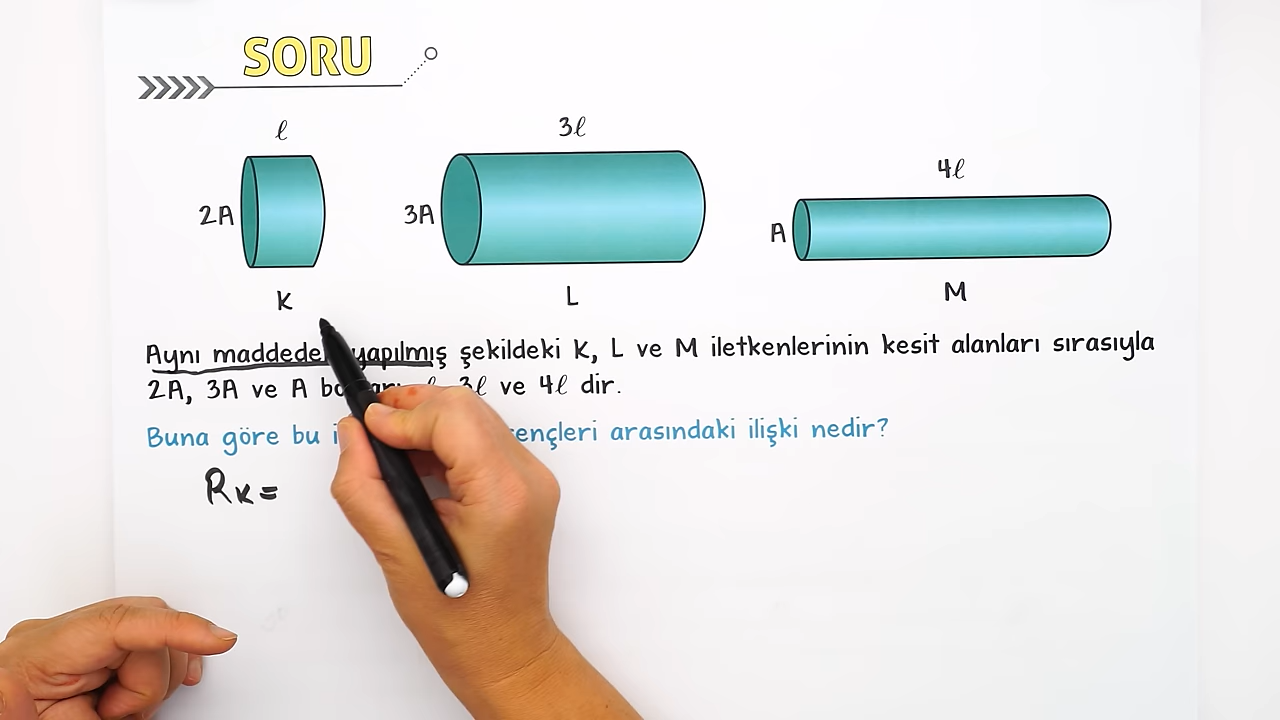 SORU
ℓ
3ℓ
4ℓ
2A
3A
A
K
L
M
Aynı maddeden yapılmış şekildeki K, L ve M iletkenlerinin kesit alanları sırasıyla
2A, 3A ve A 3ℓ ve 4ℓ dir.
Buna göre bu arasındaki ilişki nedir?
RK=